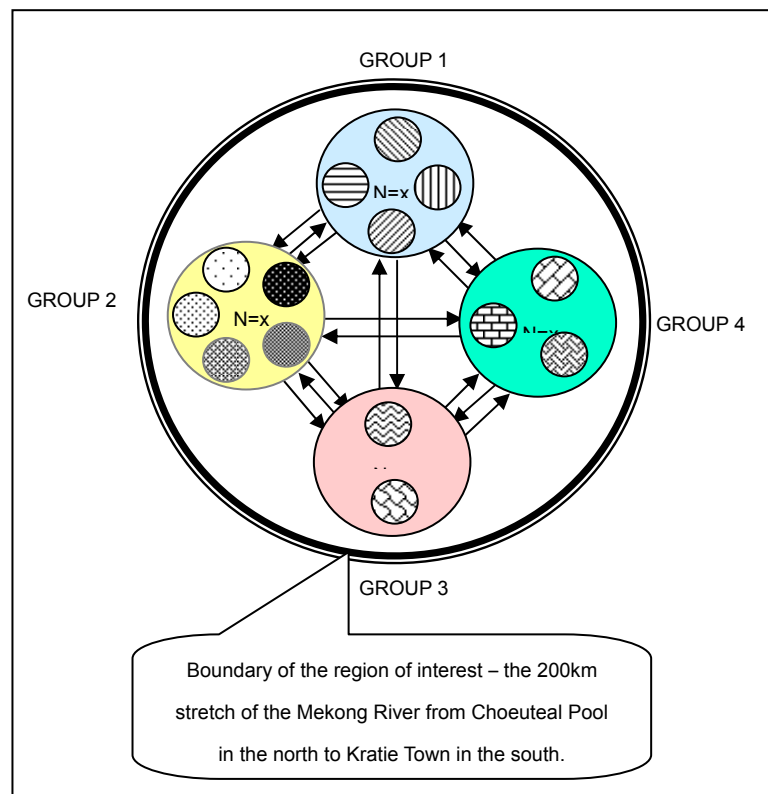 GROUP 1
N=x
GROUP 2
N=x
GROUP 4
GROUP 3
Boundary of the region of interest – the 200km
stretch of the Mekong River from Choeuteal Pool
in the north to Kratie Town in the south.